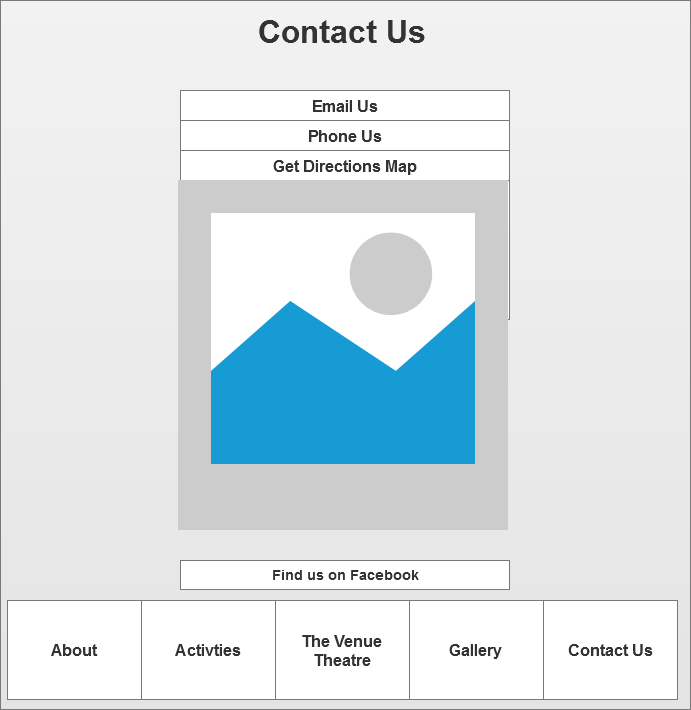 Contact Us
Email Us
Phone Us
Get Directions Map
Find us on Facebook
About
Activties
The Venue
Theatre
Gallery
Contact Us